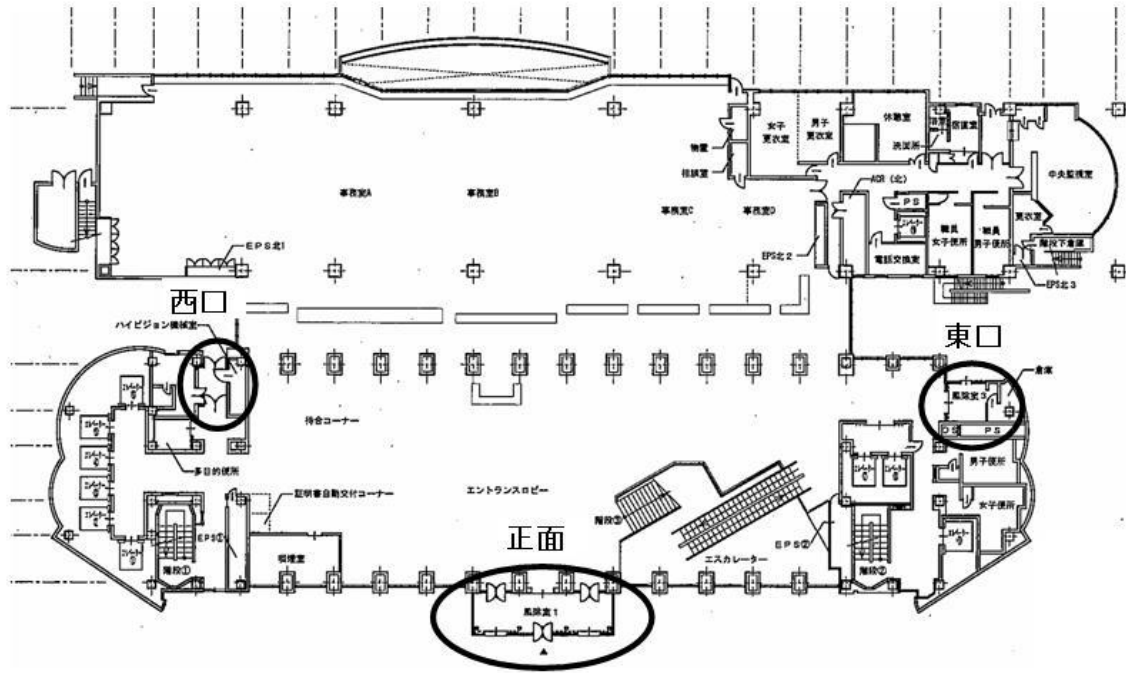 女子
更衣室
男子
更衣室
休憩室
宿直室
洗面所
物置
相談室
中央監視室
事務室A
事務室B
事務室C
事務室D
ACR(北)
PS
職員
女子便所
職員
男子便所
更衣室
階段下倉庫
EPS北1
EPS北2
電話交換室
EPS北3
西口
ハイビジョン機械室
東口
倉庫
風除室3
DS
PS
待合コーナー
多目的便所
男子便所
証明書自動交付コーナー
エントランスロビー
女子便所
階段③
EPS①
階段①
正面
EPS②
エスカレーター
階段②
風除室1